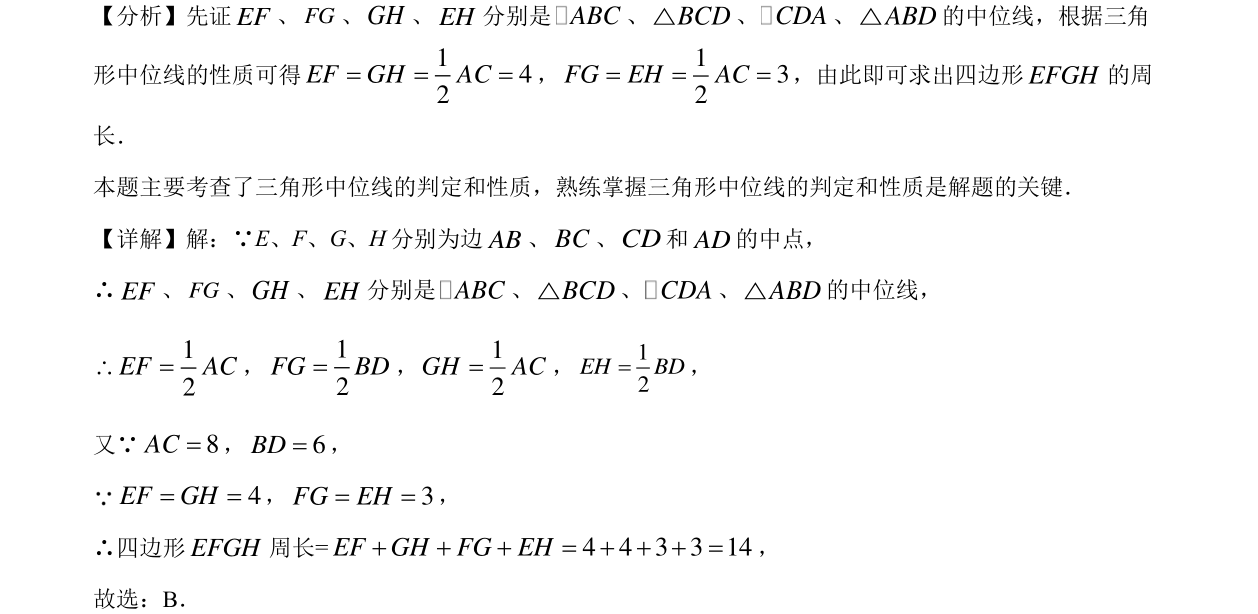 【分析】先证 EF 、 FG 、 GH 、 EH 分别是 □ABC 、 △BCD 、 □CDA 、 △ABD 的中位线，根据三角
形中位线的性质可得 EF = GH = 1/2 AC = 4 ， FG = EH = 1/2 AC = 3 ，由此即可求出四边形 EFGH 的周
长．
本题主要考查了三角形中位线的判定和性质，熟练掌握三角形中位线的判定和性质是解题的关键．
【详解】解：∵E、F、G、H 分别为边 AB 、 BC 、 CD 和 AD 的中点，
∴ EF 、 FG 、 GH 、 EH 分别是 □ABC 、 △BCD 、 □CDA 、 △ABD 的中位线，
∴ EF = 1/2 AC ， FG = 1/2 BD ， GH = 1/2 AC ， EH = 1/2 BD ，
又∵ AC = 8 ， BD = 6 ，
∵ EF = GH = 4 ， FG = EH = 3 ，
∴四边形 EFGH 周长= EF + GH + FG + EH = 4 + 4 + 3 + 3 = 14 ，
故选：B．